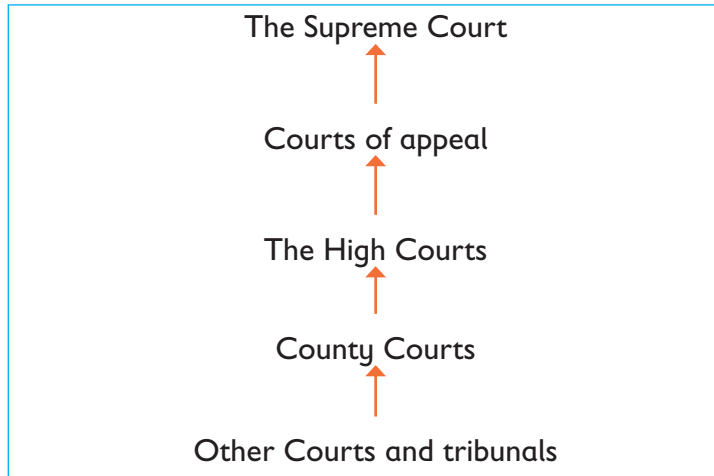 The Supreme Court
Courts of appeal
The High Courts
County Courts
Other Courts and tribunals